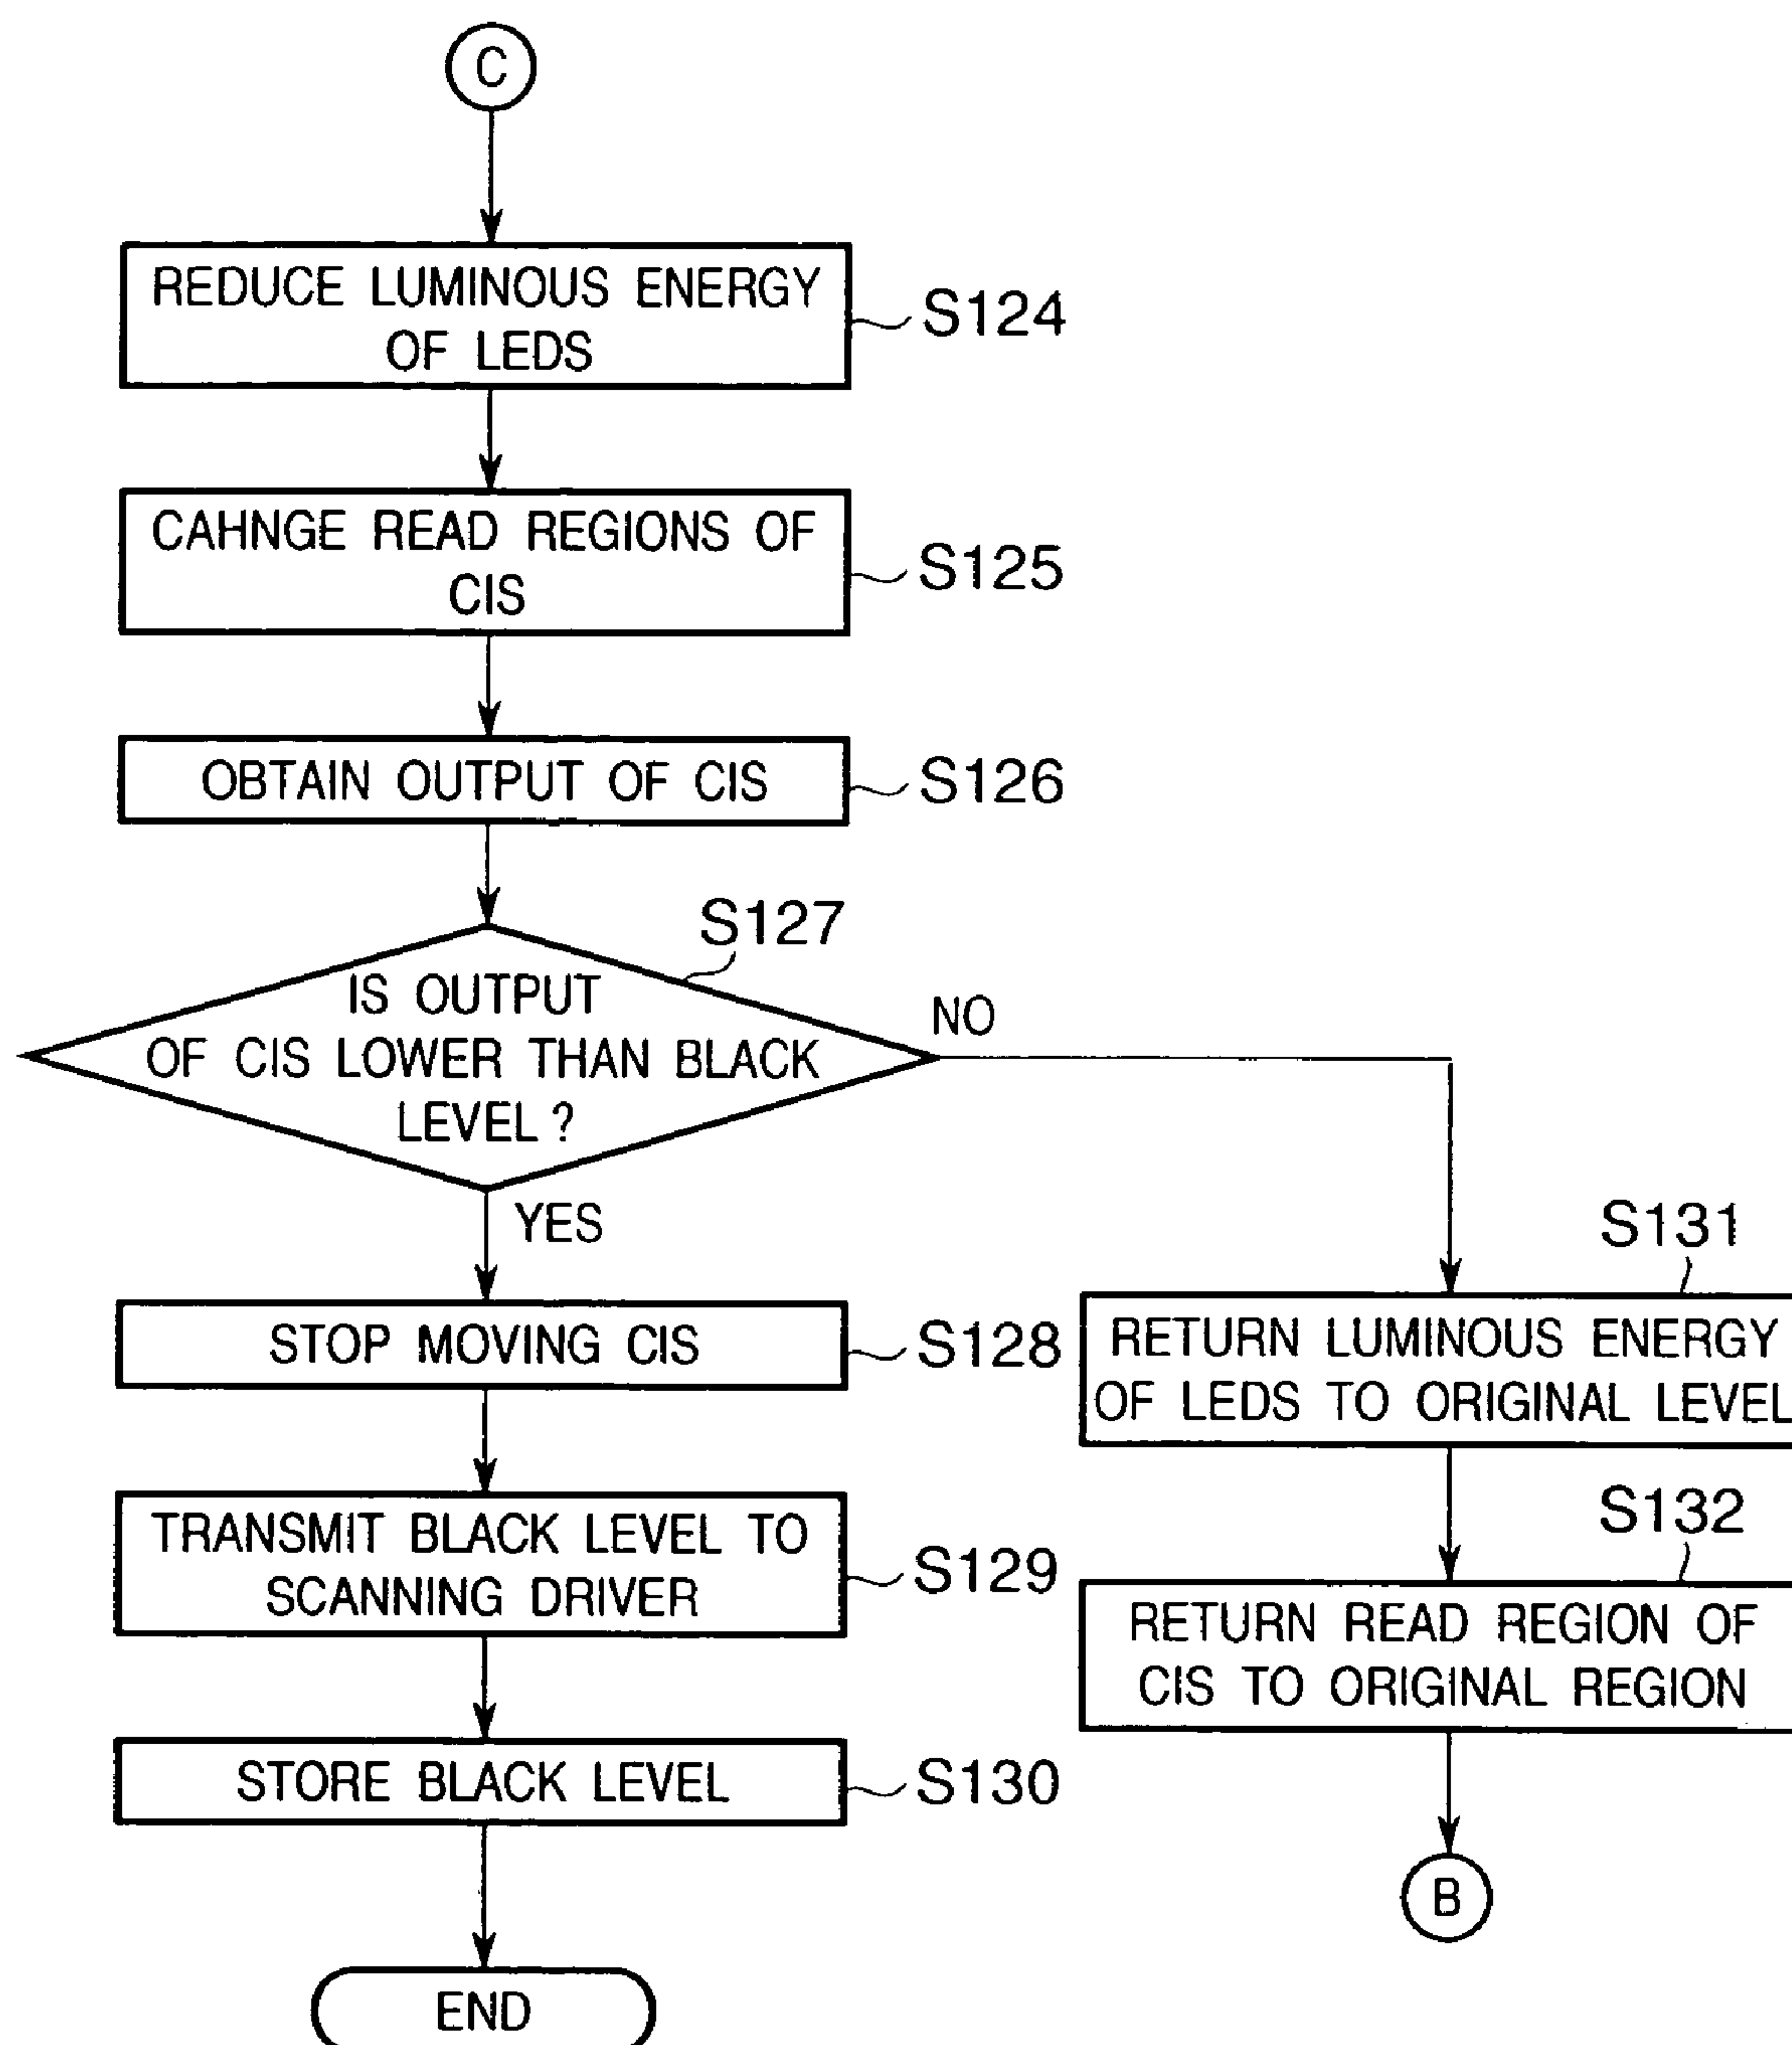 C
REDUCE LUMINOUS ENERGY
OF LEDS
S124
CAHNGE READ REGIONS OF
CIS
S125
OBTAIN OUTPUT OF CIS
S126
S127
IS OUTPUT
OF CIS LOWER THAN BLACK
LEVEL?
NO
YES
STOP MOVING CIS
S128
TRANSMIT BLACK LEVEL TO
SCANNING DRIVER
S129
STORE BLACK LEVEL
S130
END
S131
RETURN LUMINOUS ENERGY
OF LEDS TO ORIGINAL LEVEL
S132
RETURN READ REGION OF
CIS TO ORIGINAL REGION
B